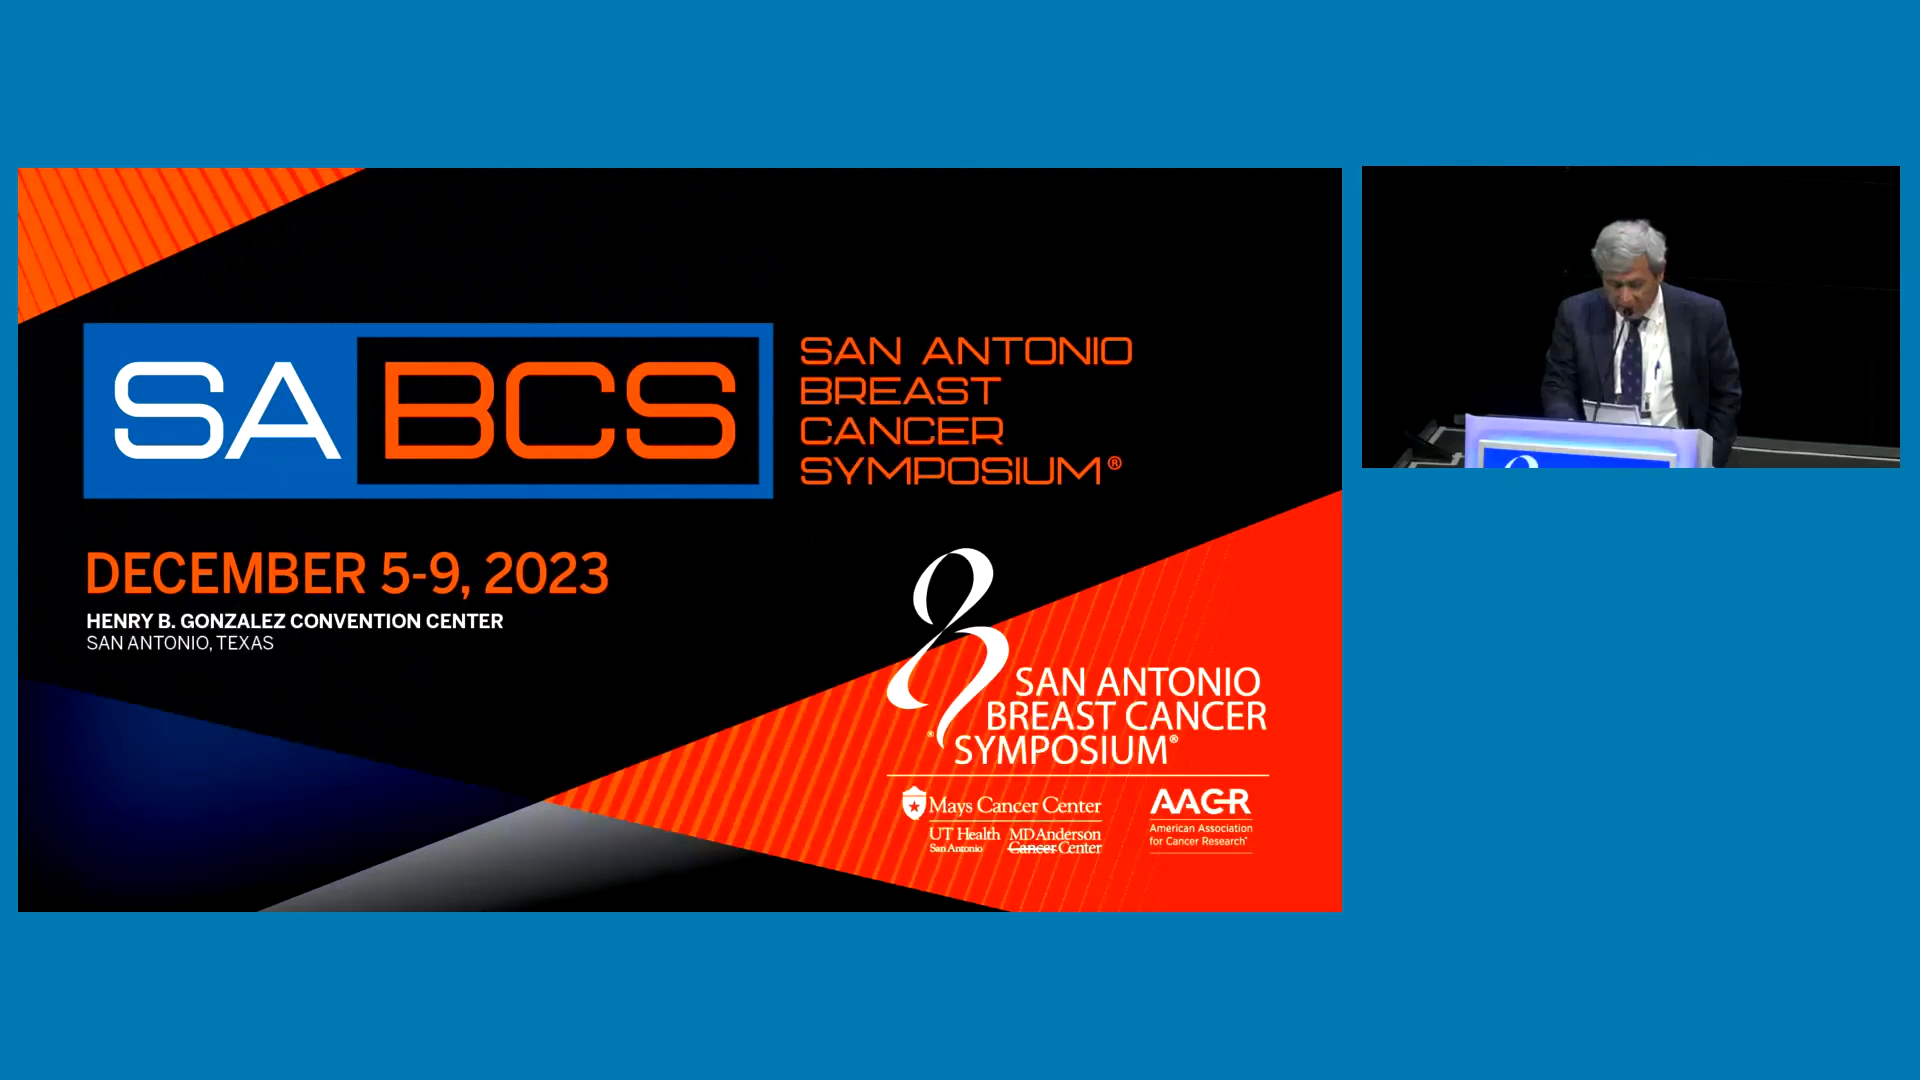 SA BCS
SAN ANTONIO
BREAST
CANCER
SYMPOSIUM®
DECEMBER 5-9, 2023
HENRY B. GONZALEZ CONVENTION CENTER
SAN ANTONIO, TEXAS
SAN ANTONIO
BREAST CANCER
® SYMPOSIUM®
Mays Cancer Center
UT Health
San Antonio
MD Anderson
Cancer Center
AACR
American Association
for Cancer Research®